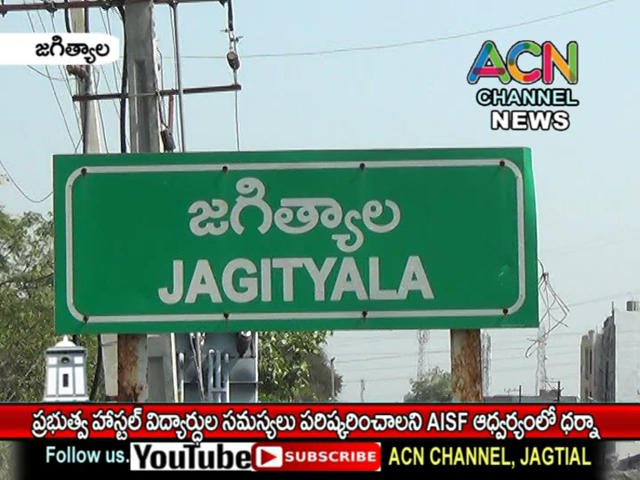 జగిత్యాల
ACN
CHANNEL
NEWS
జగిత్యాల
JAGITYALA
ప్రభుత్వ హాస్టల్ విద్యార్థుల సమస్యలు పరిష్కరించాలని AISF ఆధ్వర్యంలో ధర్నా
Follow us. YouTube SUBSCRIBE ACN CHANNEL, JAGTIAL